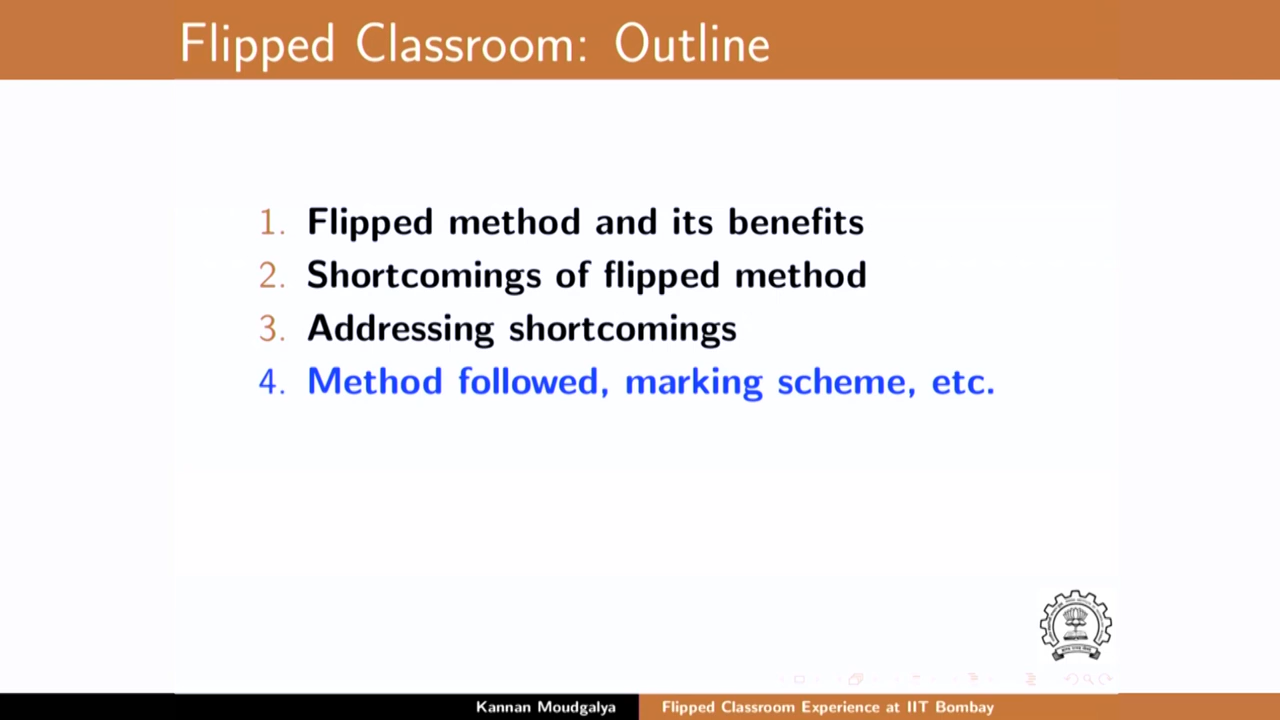 Flipped Classroom: Outline
1. Flipped method and its benefits
2. Shortcomings of flipped method
3. Addressing shortcomings
4. Method followed, marking scheme, etc.
Kannan Moudgalya
Flipped Classroom Experience at IIT Bombay